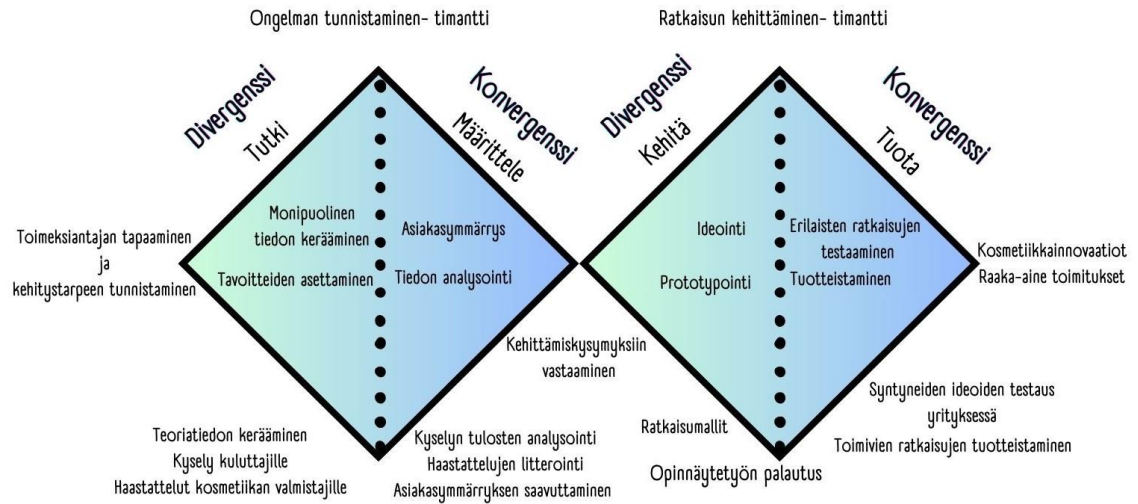 Ongelman tunnistaminen- timantti
Ratkaisun kehittäminen- timantti
Divergenssi
Tutki
Konvergenssi
Määrittele
Divergenssi
Kehitä
Konvergenssi
Tuota
Toimeksiantajan tapaaminen
ja
kehitystarpeen tunnistaminen
Monipuolinen
tiedon kerääminen
Tavoitteiden asettaminen
Asiakasymmärrys
Tiedon analysointi
Ideointi
Prototypointi
Erilaisten ratkaisujen
testaaminen
Tuotteistaminen
Kosmetiikkainnovaatiot
Raaka-aine toimitukset
Kehittämiskysymyksiin
vastaaminen
Teoriatiedon kerääminen
Kysely kuluttajille
Haastattelut kosmetiikan valmistajille
Kyselyn tulosten analysointi
Haastattelujen litterointi
Asiakasymmärryksen saavuttaminen
Ratkaisumallit
Opinnäytetyön palautus
Syntyneiden ideoiden testaus
yrityksessä
Toimivien ratkaisujen tuotteistaminen